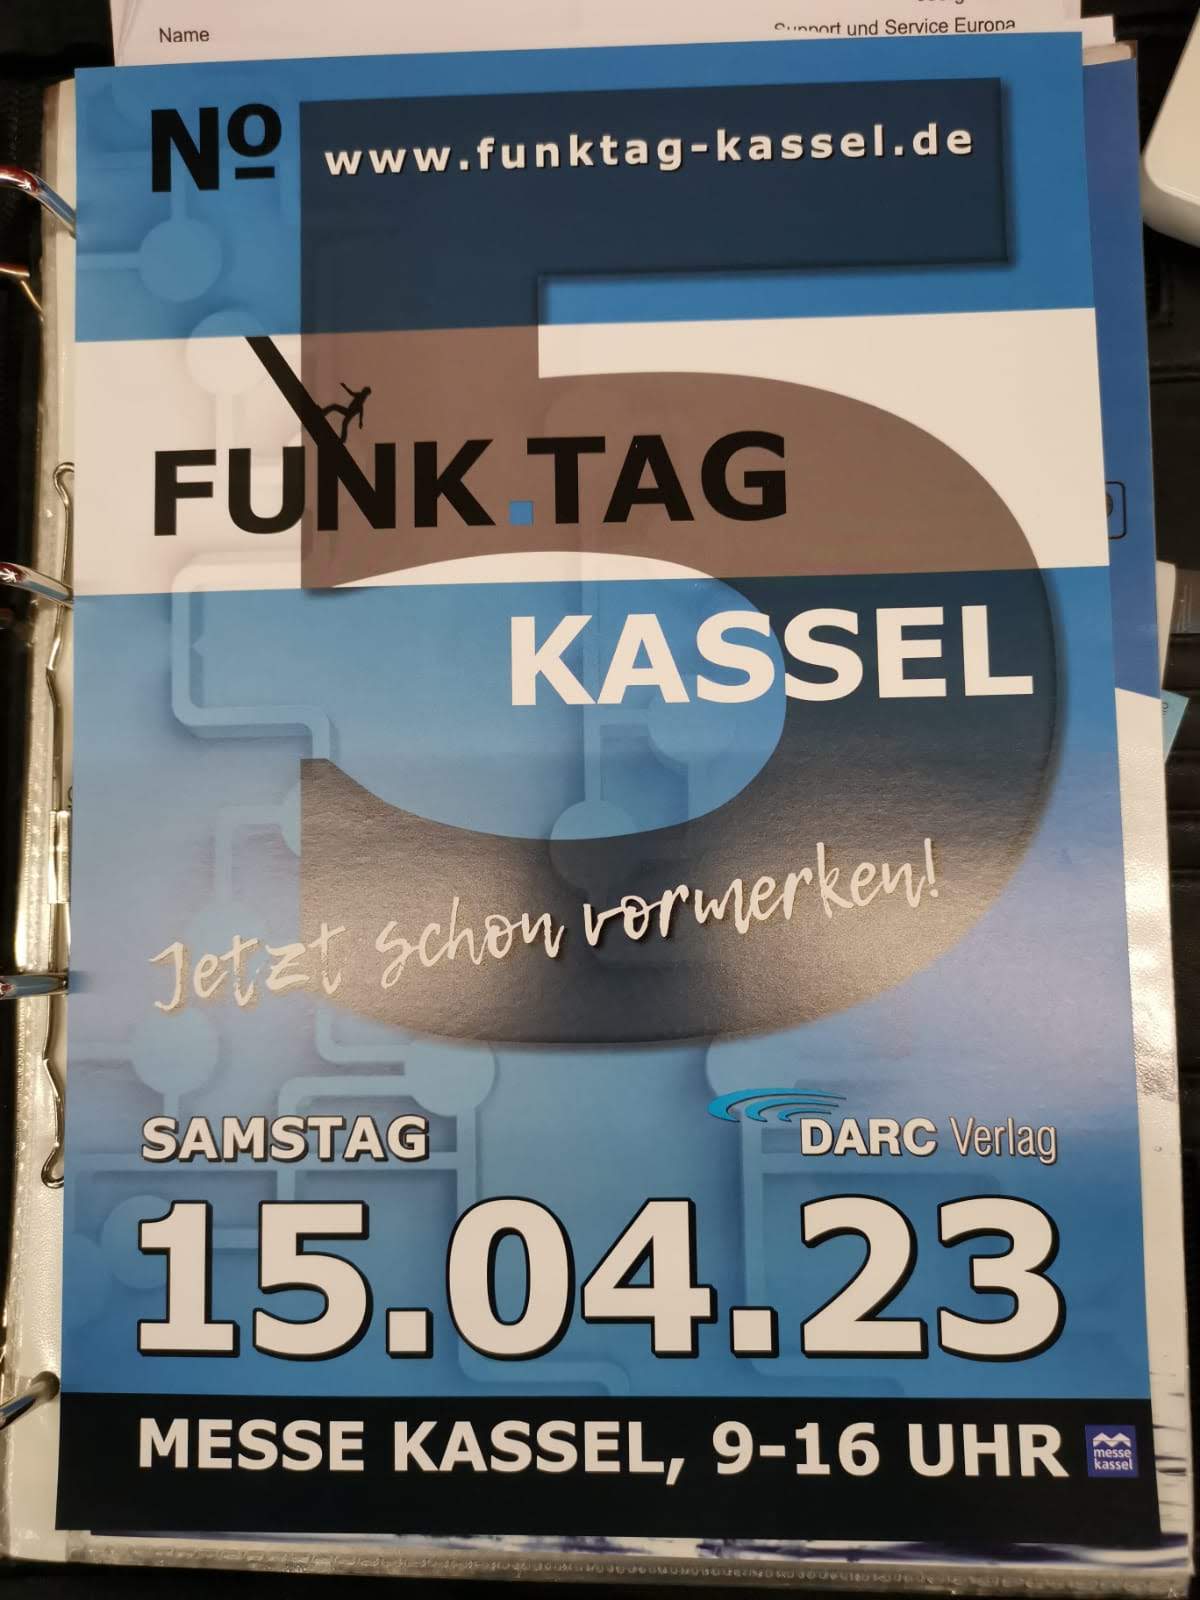 Name
Support und Service Europa
Nº
www.funktag-kassel.de
5
FUNK.TAG
KASSEL
Jetzt schon vormerken!
SAMSTAG
DARC Verlag
15.04.23
MESSE KASSEL, 9-16 UHR
messe
kassel